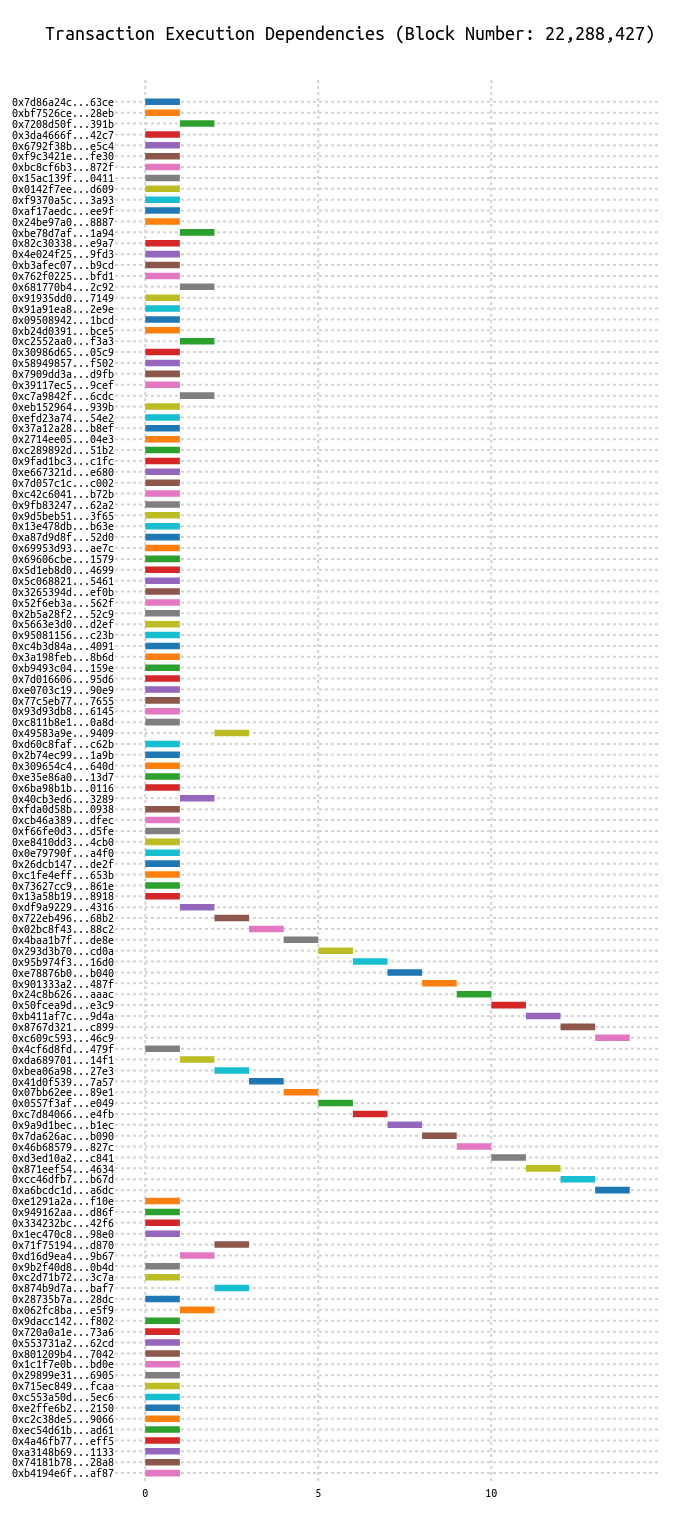 Transaction Execution Dependencies (Block Number: 22,288,427)
0x7d86a24c...63ce
0xbf7526ce...28eb
0x7208d50f...391b
0x3da4666f...42c7
0x6792f38b...e5c4
0xf9c3421e...fe30
0xbc8cf6b3...872f
0x15ac139f...0411
0x0142f7ee...d609
0xf9370a5c...3a93
0xaf17aedc...ee9f
0x24be97a0...8887
0xbe78d7af...1a94
0x82c30338...e9a7
0x4e024f25...9fd3
0xb3afec07...b9cd
0x762f0225...bfd1
0x681770b4...2c92
0x91935dd0...7149
0x91a91ea8...2e9e
0x09508942...1bcd
0xb24d0391...bce5
0xc2552aa0...f3a3
0x30986d65...05c9
0x58949857...f502
0x7909dd3a...d9fb
0x39117ec5...9cef
0xc7a9842f...6cdc
0xeb152964...939b
0xefd23a74...54e2
0x37a12a28...b8ef
0x2714ee05...04e3
0xc289892d...51b2
0x9fad1bc3...c1fc
0xe667321d...e680
0x7d057c1c...c002
0xc42c6041...b72b
0x9fb83247...62a2
0x9d5beb51...3f65
0x13e478db...b63e
0xa87d9d8f...52d0
0x69953d93...ae7c
0x69606cbe...1579
0x5d1eb8d0...4699
0x5c068821...5461
0x3265394d...ef0b
0x52f6eb3a...562f
0x2b5a28f2...52c9
0x5663e3d0...d2ef
0x95081156...c23b
0xc4b3d84a...4091
0x3a198feb...8b6d
0xb9493c04...159e
0x7d016606...95d6
0xe0703c19...90e9
0x77c5eb77...7655
0x93d93db8...6145
0xc811b8e1...0a8d
0x49583a9e...9409
0xd60c8faf...c62b
0x2b74ec99...1a9b
0x309654c4...640d
0xe35e86a0...13d7
0x6ba98b1b...0116
0x40cb3ed6...3289
0xfda0d58b...0938
0xcb46a389...dfec
0xf66fe0d3...d5fe
0xe8410dd3...4cb0
0x0e79790f...a4f0
0x26dcb147...de2f
0xc1fe4eff...653b
0x73627cc9...861e
0x13a58b19...8918
0xdf9a9229...4316
0x722eb496...68b2
0x02bc8f43...88c2
0x4baa1b7f...de8e
0x293d3b70...cd0a
0x95b974f3...16d0
0xe78876b0...b040
0x901333a2...487f
0x24c8b626...aaac
0x50fcea9d...e3c9
0xb411af7c...9d4a
0x8767d321...c899
0xc609c593...46c9
0x4cf6d8fd...479f
0xda689701...14f1
0xbea06a98...27e3
0x41d0f539...7a57
0x07bb62ee...89e1
0x0557f3af...e049
0xc7d84066...e4fb
0x9a9d1bec...b1ec
0x7da626ac...b090
0x46b68579...827c
0xd3ed10a2...c841
0x871eef54...4634
0xcc46dfb7...b67d
0xa6bcdc1d...a6dc
0xe1291a2a...f10e
0x949162aa...d86f
0x334232bc...42f6
0x1ec470c8...98e0
0x71f75194...d870
0xd16d9ea4...9b67
0x9b2f40d8...0b4d
0xc2d71b72...3c7a
0x874b9d7a...baf7
0x28735b7a...28dc
0x062fc8ba...e5f9
0x9dacc142...f802
0x720a0a1e...73a6
0x553731a2...62cd
0x801209b4...7042
0x1c1f7e0b...bd0e
0x29899e31...6905
0x715ec849...fcaa
0xc553a50d...5ec6
0xe2ffe6b2...2150
0xc2c38de5...9066
0xec54d61b...ad61
0x4a46fb77...eff5
0xa3148b69...1133
0x74181b78...28a8
0xb4194e6f...af87
0 5 10